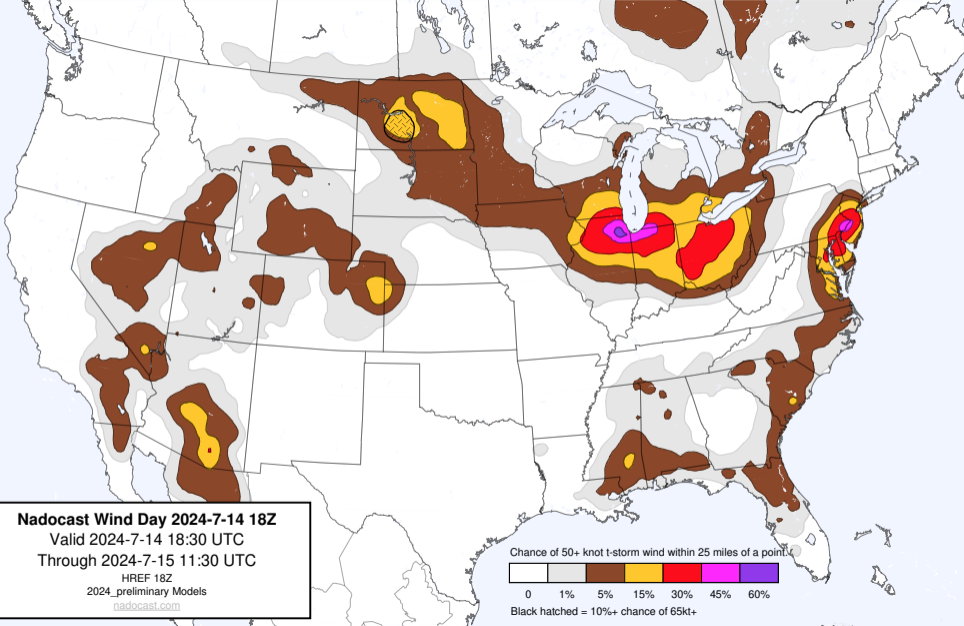 Nadocast Wind Day 2024-7-14 18Z
Valid 2024-7-14 18:30 UTC
Through 2024-7-15 11:30 UTC
HREF 18Z
2024_preliminary Models
nadocast.com
Chance of 50+ knot t-storm wind within 25 miles of a point.
0 1% 5% 15% 30% 45% 60%
Black hatched = 10%+ chance of 65kt+